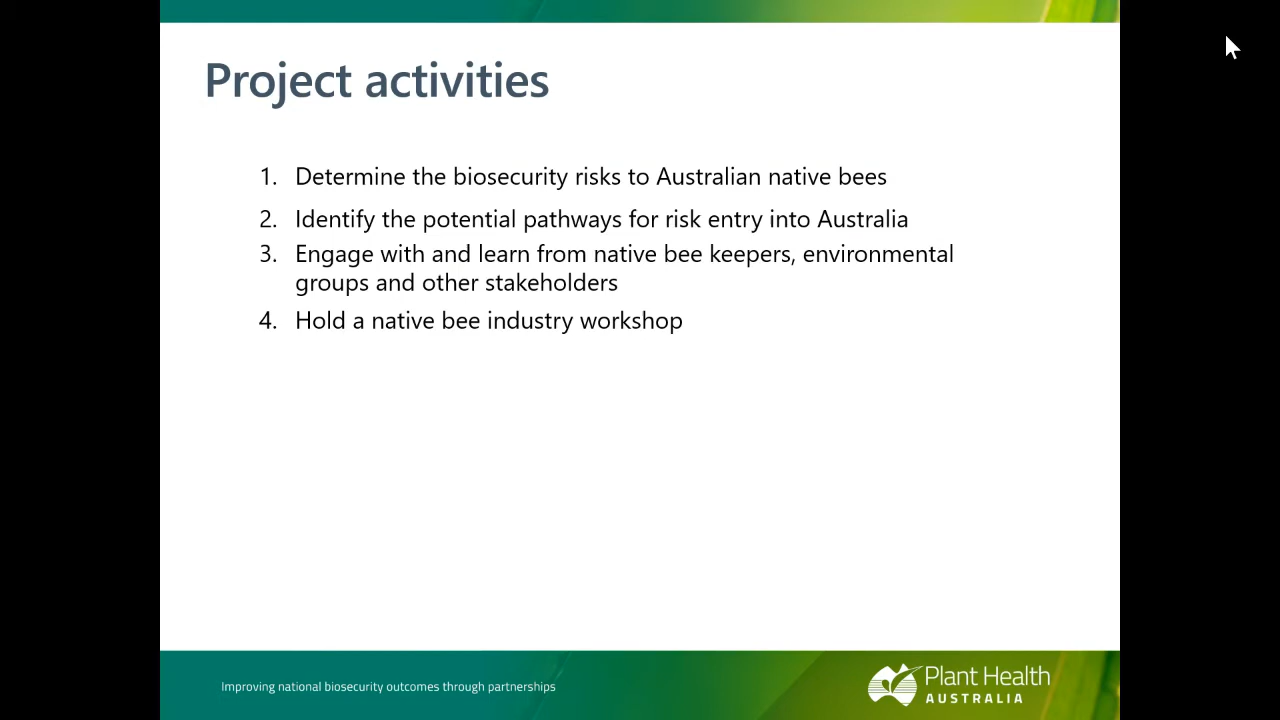 Project activities
1. Determine the biosecurity risks to Australian native bees
2. Identify the potential pathways for risk entry into Australia
3. Engage with and learn from native bee keepers, environmental
groups and other stakeholders
4. Hold a native bee industry workshop
Improving national biosecurity outcomes through partnerships
Plant Health
AUSTRALIA